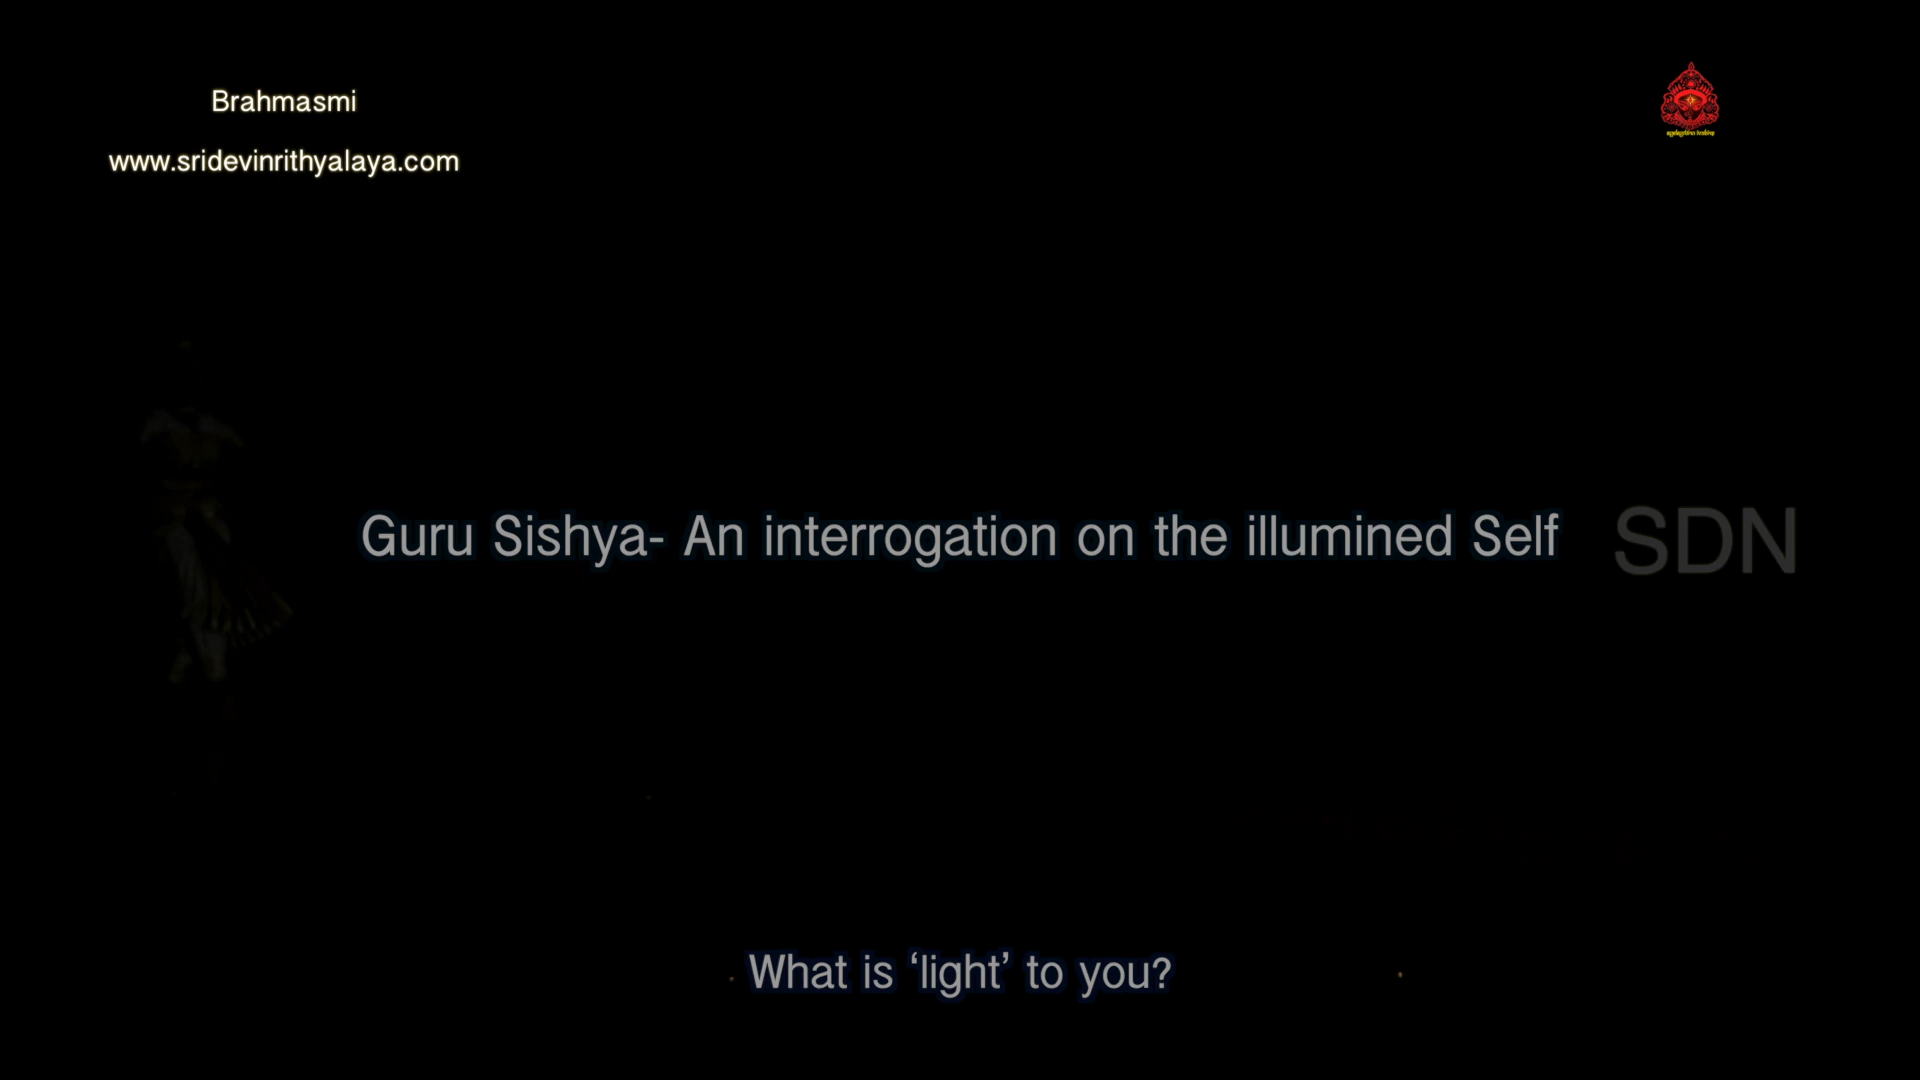 Brahmasmi
www.sridevinrithyalaya.com
Guru Sishya- An interrogation on the illumined Self
SDN
What is ‘light’ to you?